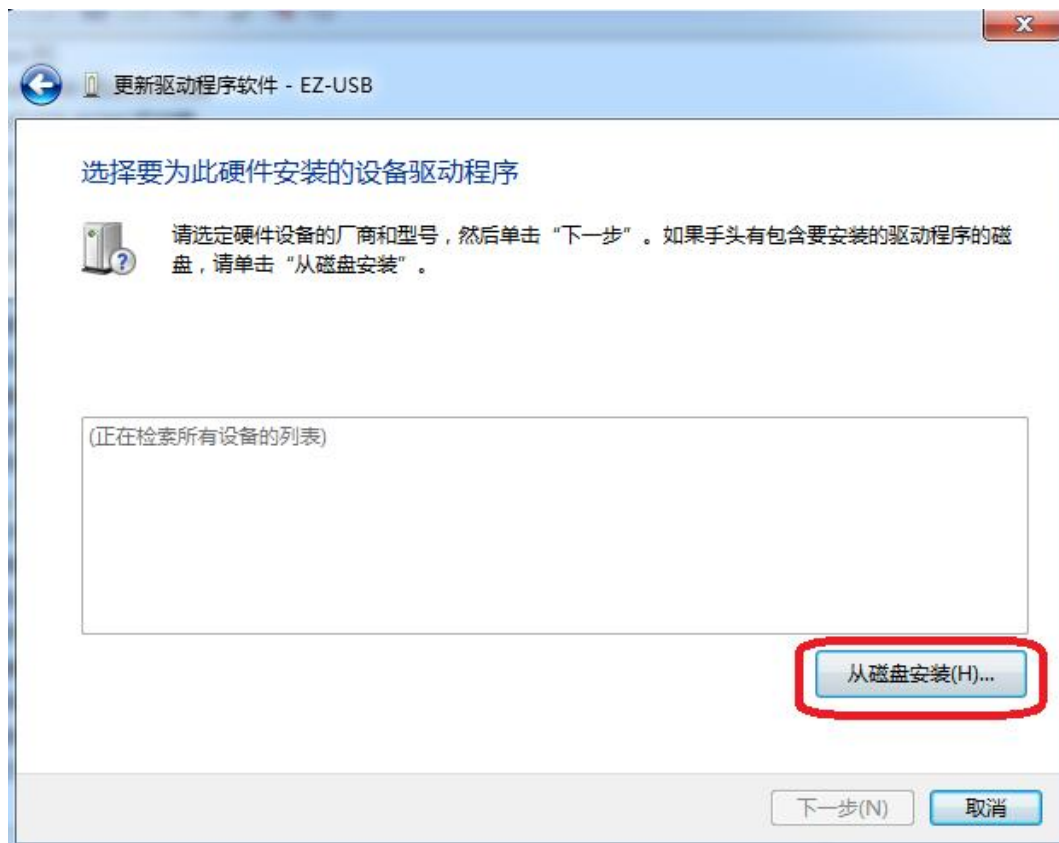 更新驱动程序软件 - EZ-USB
选择要为此硬件安装的设备驱动程序
请选定硬件设备的厂商和型号，然后单击“下一步”。如果手头有包含要安装的驱动程序的磁
盘，请单击“从磁盘安装”。
(正在检索所有设备的列表)
从磁盘安装(H)...
下一步(N)
取消